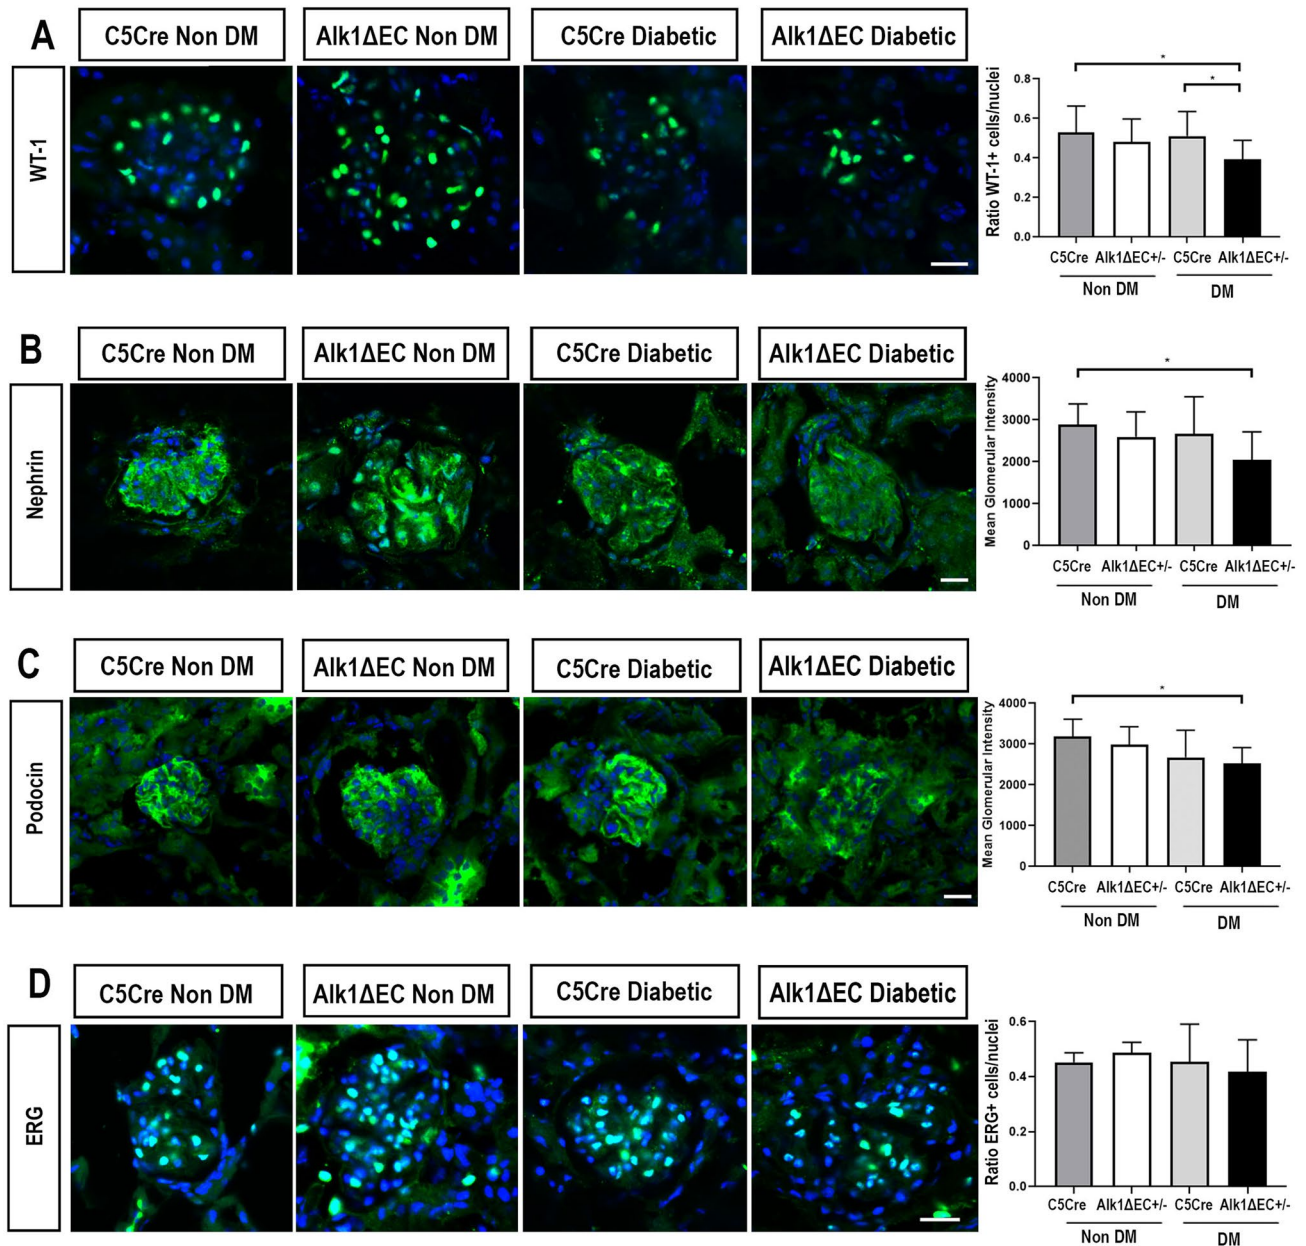 A
C5Cre Non DM
Alk1ΔEC Non DM
C5Cre Diabetic
Alk1ΔEC Diabetic
WT-1
Ratio WT-1+ cells/nuclei
0.8
0.6
0.4
0.2
0.0
*
*
C5Cre Alk1ΔEC+/- C5Cre Alk1ΔEC+/-
Non DM DM
B
C5Cre Non DM
Alk1ΔEC Non DM
C5Cre Diabetic
Alk1ΔEC Diabetic
Nephrin
Mean Glomerular Intensity
4000
3000
2000
1000
0
*
C5Cre Alk1ΔEC+/- C5Cre Alk1ΔEC+/-
Non DM DM
C
C5Cre Non DM
Alk1ΔEC Non DM
C5Cre Diabetic
Alk1ΔEC Diabetic
Podocin
Mean Glomerular Intensity
4000
3000
2000
1000
0
*
C5Cre Alk1ΔEC+/- C5Cre Alk1ΔEC+/-
Non DM DM
D
C5Cre Non DM
Alk1ΔEC Non DM
C5Cre Diabetic
Alk1ΔEC Diabetic
ERG
Ratio ERG+ cells/nuclei
0.6
0.4
0.2
0.0
C5Cre Alk1ΔEC+/- C5Cre Alk1ΔEC+/-
Non DM DM